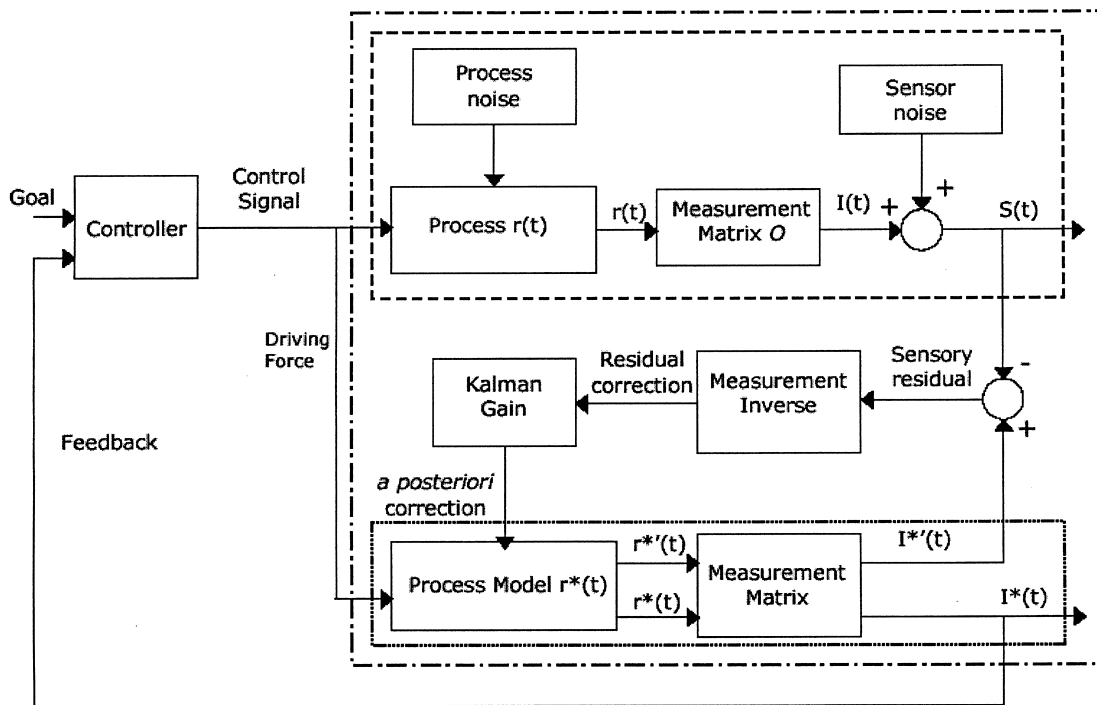 Process
noise
Sensor
noise
Goal
Control
Signal
Controller
Process r(t)
r(t)
Measurement
Matrix O
I(t)
+
+
S(t)
Driving
Force
Kalman
Gain
Residual
correction
Measurement
Inverse
Sensory
residual
-
+
Feedback
a posteriori
correction
Process Model r*(t)
r*'(t)
r*(t)
Measurement
Matrix
I*'(t)
I*(t)